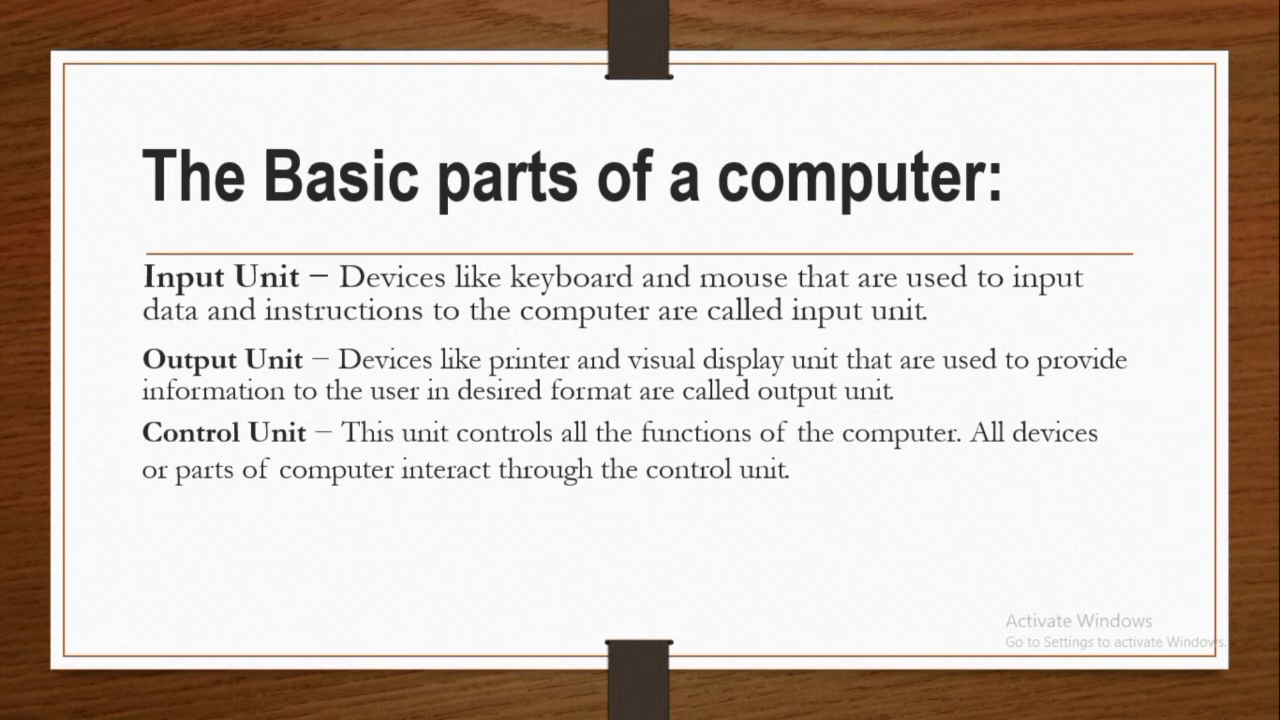 The Basic parts of a computer:
Input Unit − Devices like keyboard and mouse that are used to input
data and instructions to the computer are called input unit.
Output Unit − Devices like printer and visual display unit that are used to provide
information to the user in desired format are called output unit.
Control Unit − This unit controls all the functions of the computer. All devices
or parts of computer interact through the control unit.
Activate Windows
Go to Settings to activate Windows.